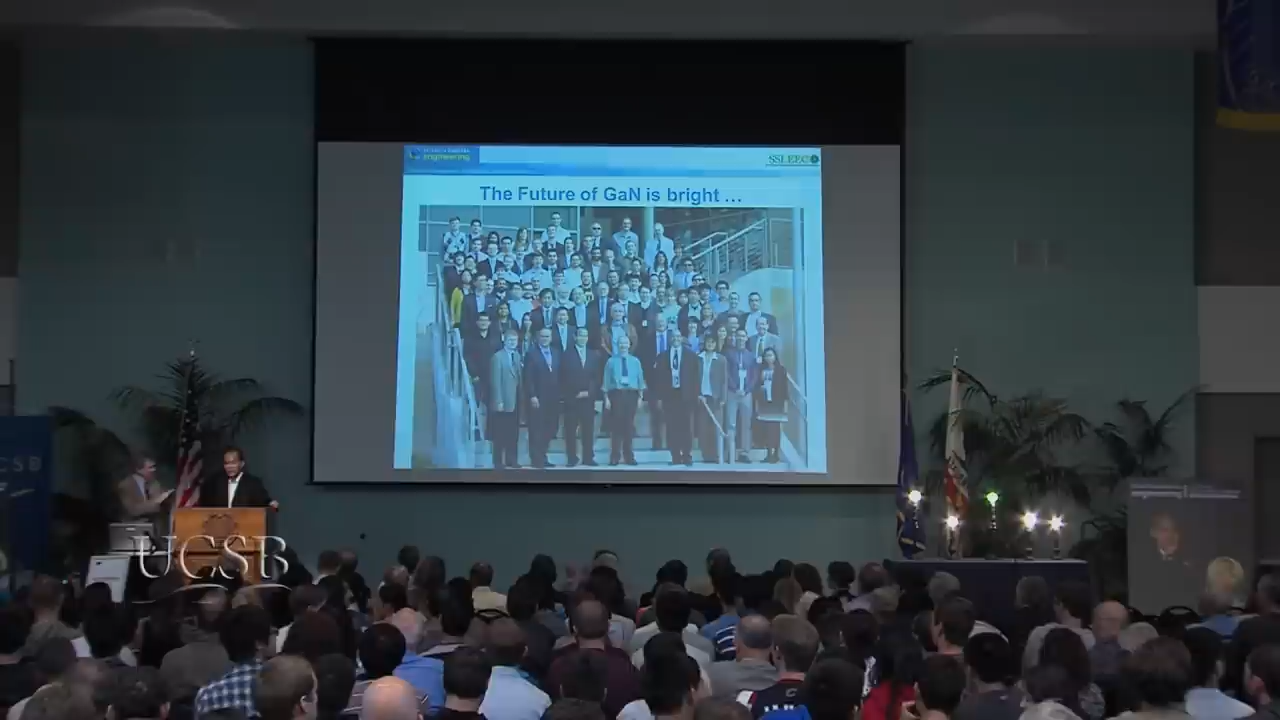 engineering
SSLEEC
The Future of GaN is bright ...
UCSB
UCSB